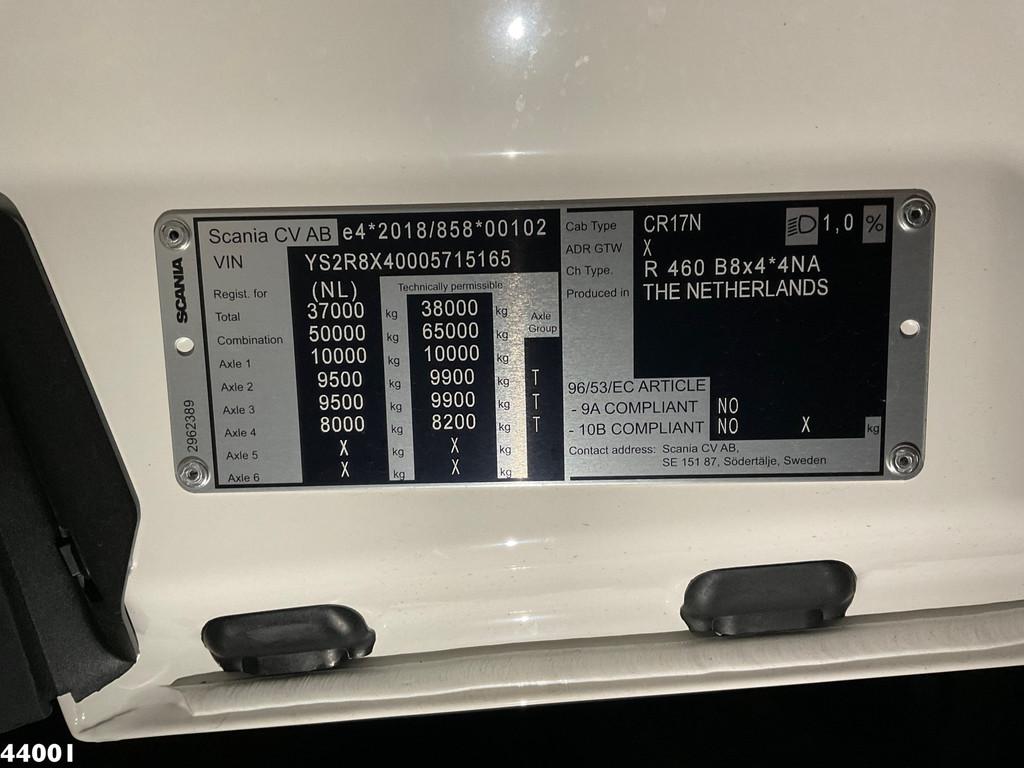 SCANIA
2962389
Scania CV AB e4*2018/858*00102
VIN YS2R8X40005715165
Regist. for (NL) Technically permissible
Total 37000 kg 38000 kg Axle Group
Combination 50000 kg 65000 kg
Axle 1 10000 kg 10000 kg
Axle 2 9500 kg 9900 kg T
Axle 3 9500 kg 9900 kg T
Axle 4 8000 kg 8200 kg T
Axle 5 X kg X kg
Axle 6 X kg X kg
Cab Type CR17N 1,0 %
ADR GTW X
Ch Type. R 460 B8x4*4NA
Produced in THE NETHERLANDS
96/53/EC ARTICLE
- 9A COMPLIANT NO
- 10B COMPLIANT NO X kg
Contact address: Scania CV AB,
SE 151 87, Södertälje, Sweden
44001